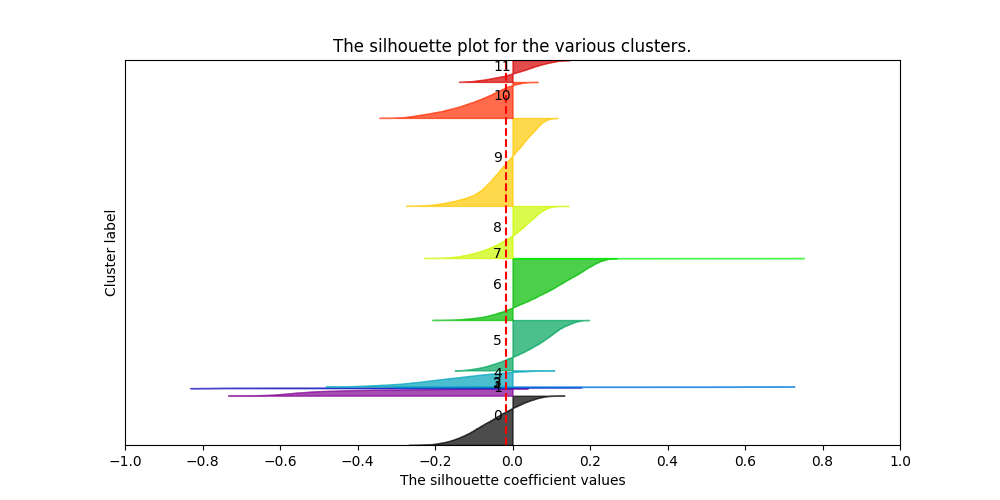 The silhouette plot for the various clusters.
11
10
9
8
7
6
5
4
0
Cluster label
−1.0 −0.8 −0.6 −0.4 −0.2 0.0 0.2 0.4 0.6 0.8 1.0
The silhouette coefficient values